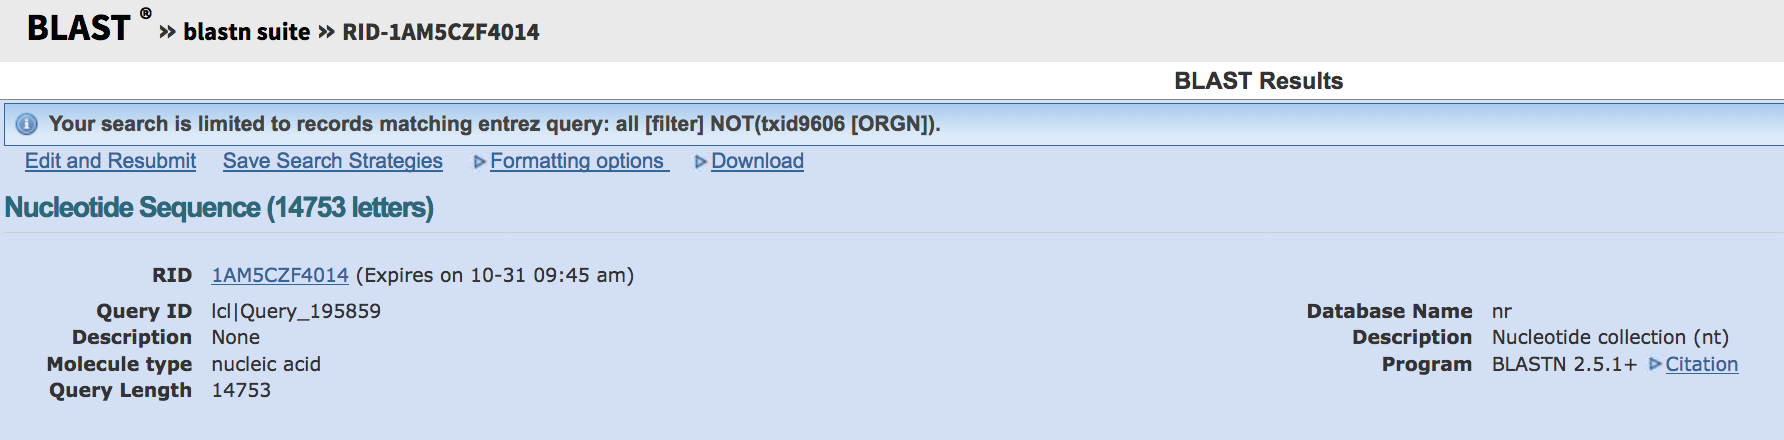 BLAST ® » blastn suite » RID-1AM5CZF4014
BLAST Results
Your search is limited to records matching entrez query: all [filter] NOT(txid9606 [ORGN]).
Edit and Resubmit Save Search Strategies Formatting options Download
Nucleotide Sequence (14753 letters)
RID 1AM5CZF4014 (Expires on 10-31 09:45 am)
Query ID lcl|Query_195859
Description None
Molecule type nucleic acid
Query Length 14753
Database Name nr
Description Nucleotide collection (nt)
Program BLASTN 2.5.1+ Citation